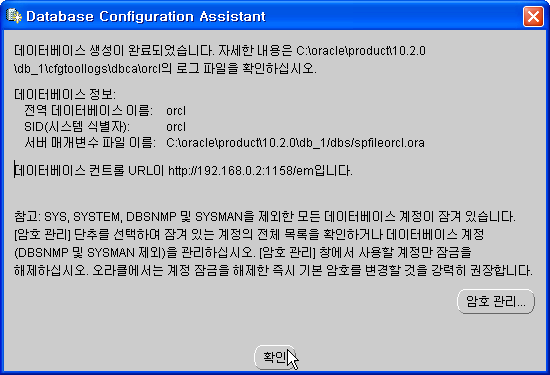 Database Configuration Assistant
데이터베이스 생성이 완료되었습니다. 자세한 내용은 C:\oracle\product\10.2.0
\db_1\cfgtoollogs\dbca\orcl의 로그 파일을 확인하십시오.
데이터베이스 정보:
전역 데이터베이스 이름: orcl
SID(시스템 식별자): orcl
서버 매개변수 파일 이름: C:\oracle\product\10.2.0\db_1/dbs/spfileorcl.ora
데이터베이스 컨트롤 URL이 http://192.168.0.2:1158/em입니다.
참고: SYS, SYSTEM, DBSNMP 및 SYSMAN을 제외한 모든 데이터베이스 계정이 잠겨 있습니다.
[암호 관리] 단추를 선택하여 잠겨 있는 계정의 전체 목록을 확인하거나 데이터베이스 계정
(DBSNMP 및 SYSMAN 제외)을 관리하십시오. [암호 관리] 창에서 사용할 계정만 잠금을
해제하십시오. 오라클에서는 계정 잠금을 해제한 즉시 기본 암호를 변경할 것을 강력히 권장합니다.
암호 관리...
확인